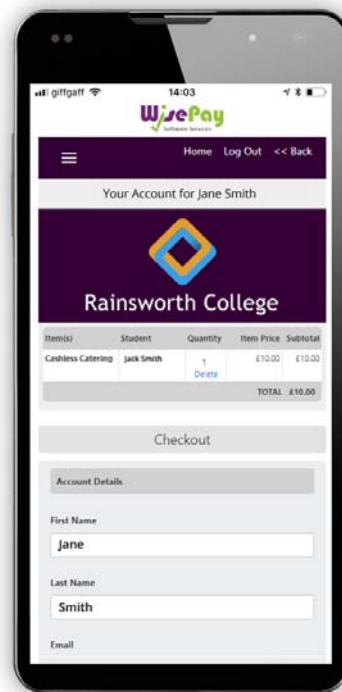 giffgaff 14:03
WisePay
Software Services
Home Log Out << Back
Your Account for Jane Smith
Rainsworth College
Item(s) Student Quantity Item Price Subtotal
Cashless Catering Jack Smith 1 £10.00 £10.00
Delete
TOTAL £10.00
Checkout
Account Details
First Name
Jane
Last Name
Smith
Email